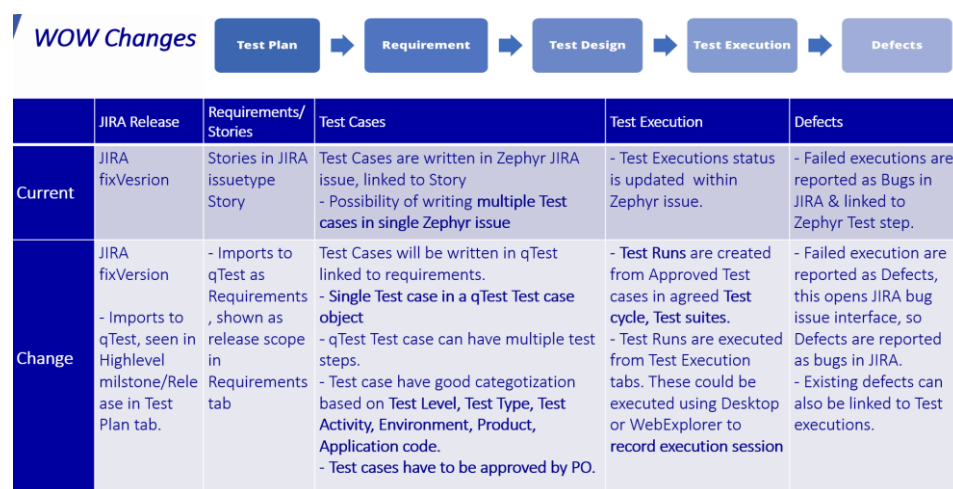 WOW Changes
Test Plan
Requirement
Test Design
Test Execution
Defects
JIRA Release
Requirements/
Stories
Test Cases
Test Execution
Defects
Current
JIRA
fixVesrion
Stories in JIRA
issuetype
Story
Test Cases are written in Zephyr JIRA
issue, linked to Story
- Possibility of writing multiple Test
cases in single Zephyr issue
- Test Executions status
is updated within
Zephyr issue.
- Failed executions are
reported as Bugs in
JIRA & linked to
Zephyr Test step.
Change
JIRA
fixVersion
- Imports to
qTest, seen in
Highlevel
milstone/Rele
ase in Test
Plan tab.
- Imports to
qTest as
Requirements
, shown as
release scope
in
Requirements
tab
Test Cases will be written in qTest
linked to requirements.
- Single Test case in a qTest Test case
object
- qTest Test case can have multiple test
steps.
- Test case have good categotization
based on Test Level, Test Type, Test
Activity, Environment, Product,
Application code.
- Test cases have to be approved by PO.
- Test Runs are created
from Approved Test
cases in agreed Test
cycle, Test suites.
- Test Runs are executed
from Test Execution
tabs. These could be
executed using Desktop
or WebExplorer to
record execution session
- Failed execution are
reported as Defects,
this opens JIRA bug
issue interface, so
Defects are reported
as bugs in JIRA.
- Existing defects can
also be linked to Test
executions.